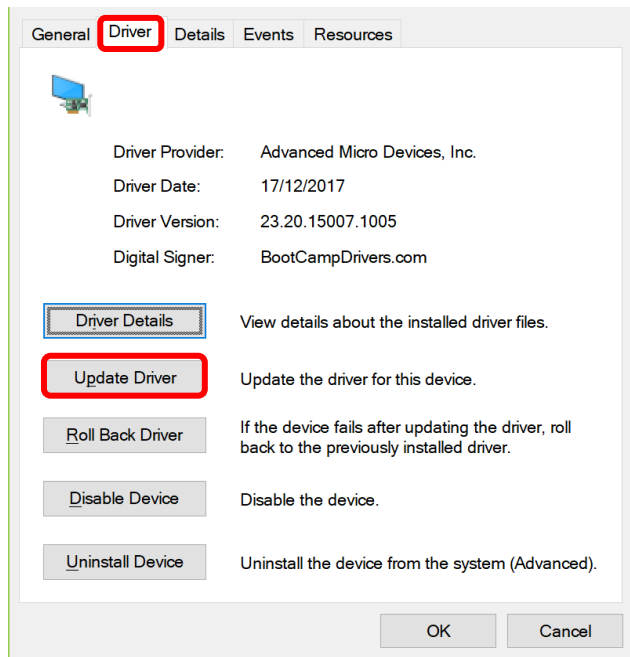 General Driver Details Events Resources
Driver Provider: Advanced Micro Devices, Inc.
Driver Date: 17/12/2017
Driver Version: 23.20.15007.1005
Digital Signer: BootCampDrivers.com
Driver Details View details about the installed driver files.
Update Driver Update the driver for this device.
Roll Back Driver If the device fails after updating the driver, roll
back to the previously installed driver.
Disable Device Disable the device.
Uninstall Device Uninstall the device from the system (Advanced).
OK Cancel